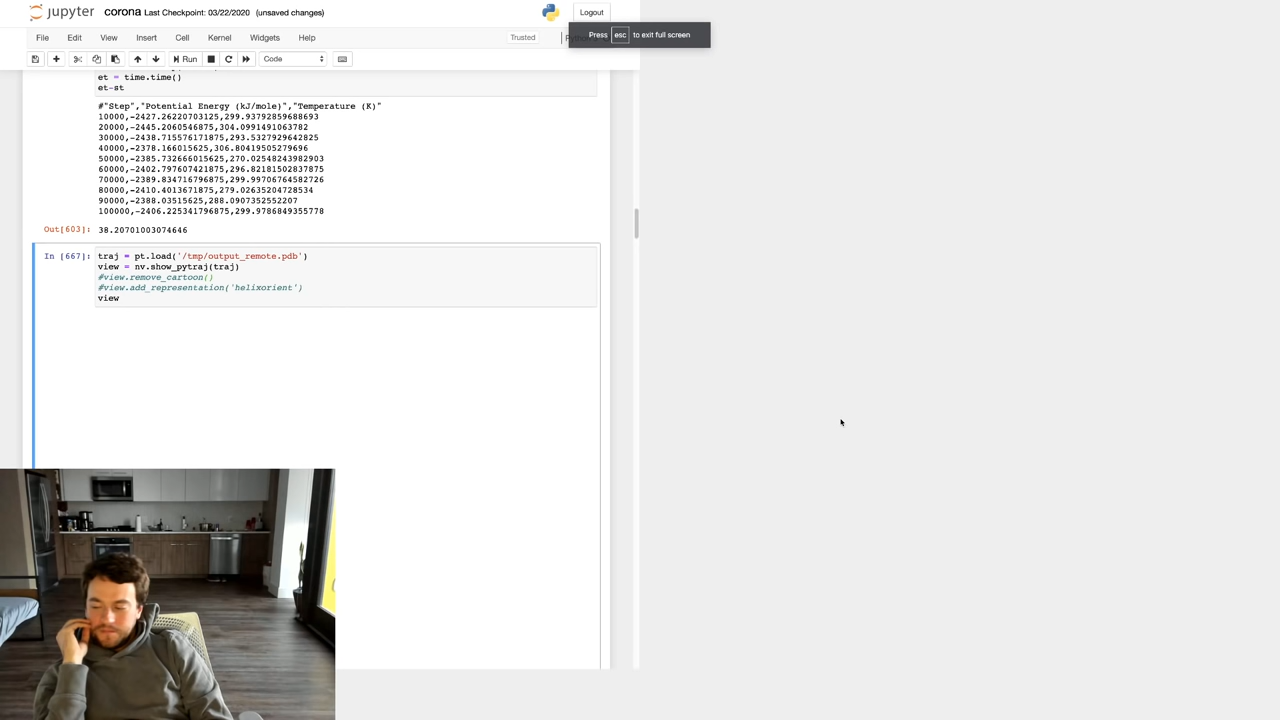 jupyter corona Last Checkpoint: 03/22/2020 (unsaved changes) Logout
Press esc to exit full screen
File Edit View Insert Cell Kernel Widgets Help Trusted
Run Code
et = time.time()
et-st
#"Step","Potential Energy (kJ/mole)","Temperature (K)"
10000,-2427.26220703125,299.93792859688693
20000,-2445.2060546875,304.0991491063782
30000,-2438.715576171875,293.5327929642825
40000,-2378.166015625,306.80419505279696
50000,-2385.732666015625,270.02548243982903
60000,-2402.797607421875,296.82181502837875
70000,-2389.834716796875,299.99706764582726
80000,-2410.4013671875,279.02635204728534
90000,-2388.03515625,288.0907352552207
100000,-2406.225341796875,299.9786849355778
Out[603]: 38.20701003074646
In [667]: traj = pt.load('/tmp/output_remote.pdb')
view = nv.show_pytraj(traj)
#view.remove_cartoon()
#view.add_representation('helixorient')
view